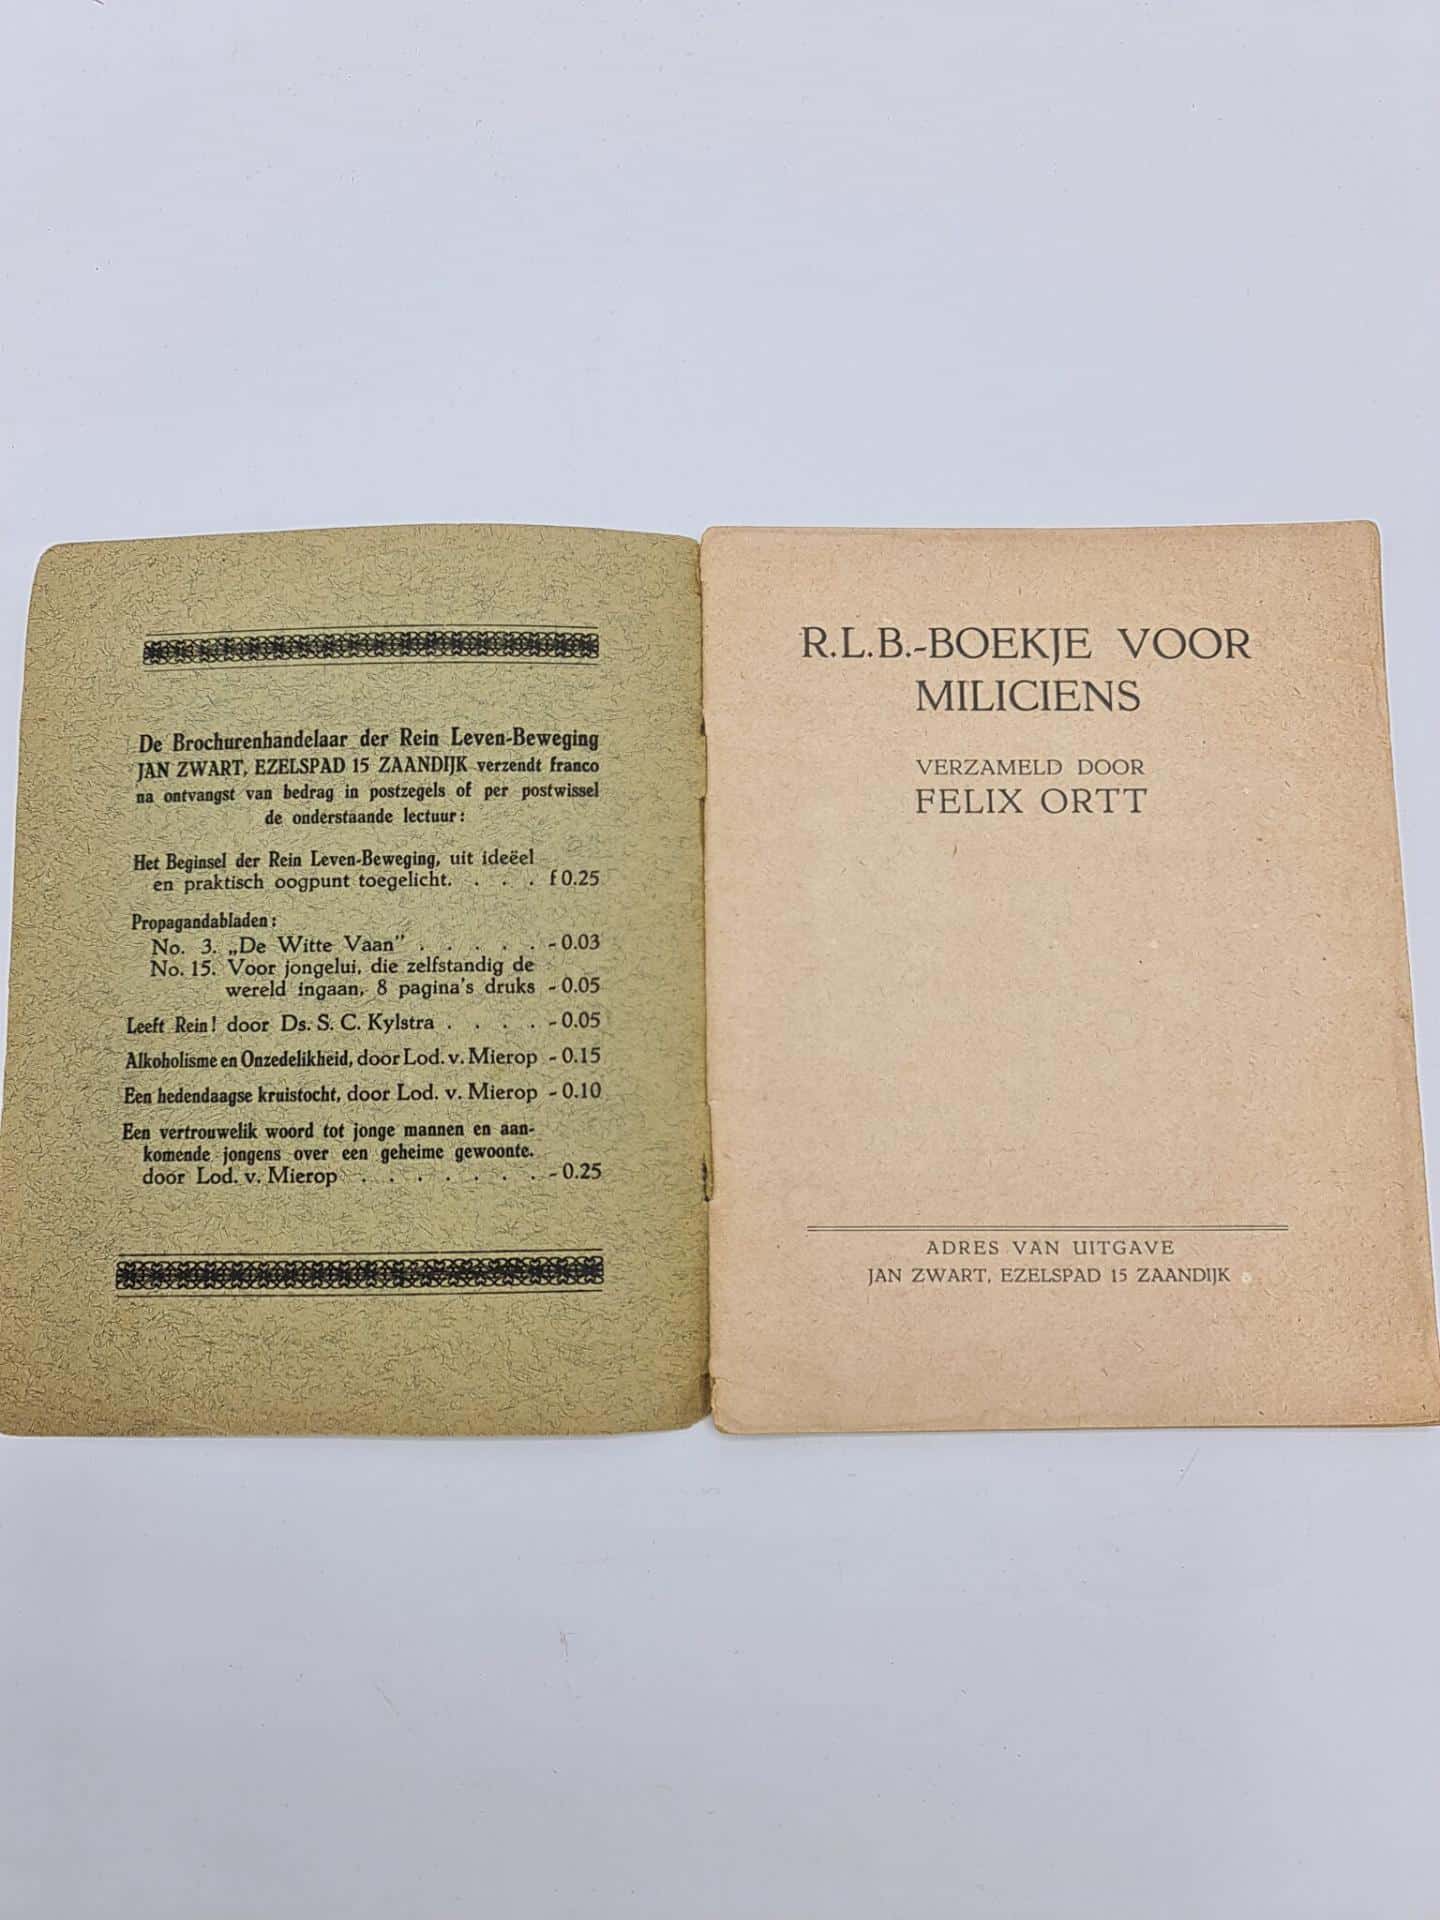 De Brochurenhandelaar der Rein Leven-Beweging
JAN ZWART, EZELSPAD 15 ZAANDIJK verzendt franco
na ontvangst van bedrag in postzegels of per postwissel
de onderstaande lectuur:
Het Beginsel der Rein Leven-Beweging, uit ideëel
en praktisch oogpunt toegelicht. . . . f 0.25
Propagandabladen:
No. 3. „De Witte Vaan" . . . . . - 0.03
No. 15. Voor jongelui, die zelfstandig de
wereld ingaan, 8 pagina's druks - 0.05
Leeft Rein! door Ds. S. C. Kylstra . . . . - 0.05
Alkoholisme en Onzedelikheid, door Lod. v. Mierop - 0.15
Een hedendaagse kruistocht, door Lod. v. Mierop - 0.10
Een vertrouwelik woord tot jonge mannen en aan-
komende jongens over een geheime gewoonte.
door Lod. v. Mierop . . . . . . . - 0.25
R.L.B.-BOEKJE VOOR
MILICIENS
VERZAMELD DOOR
FELIX ORTT
ADRES VAN UITGAVE
JAN ZWART, EZELSPAD 15 ZAANDIJK